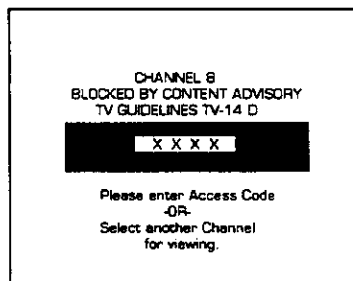 CHANNEL 8
BLOCKED BY CONTENT ADVISORY
TV GUIDELINES TV-14 D
X X X X
Please enter Access Code
-OR-
Select another Channel
for viewing.